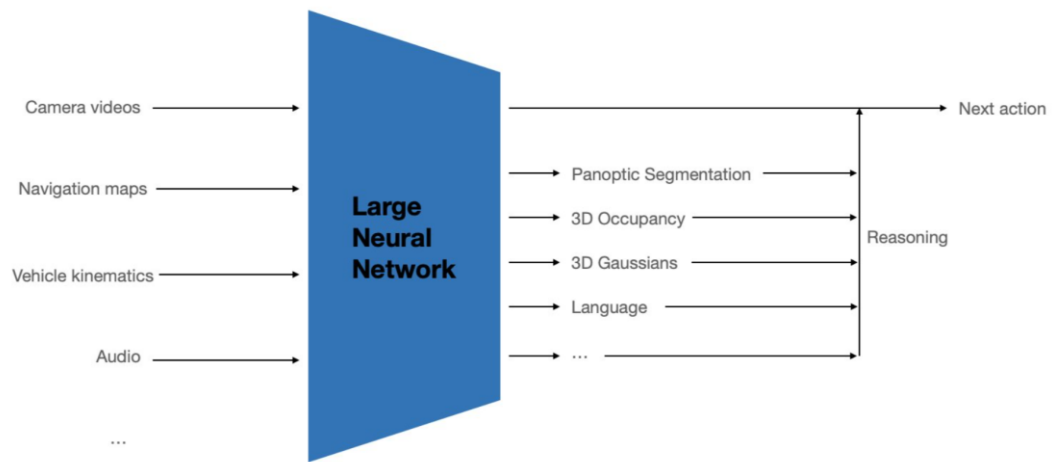 Camera videos
Navigation maps
Vehicle kinematics
Audio
...
Large
Neural
Network
Next action
Panoptic Segmentation
3D Occupancy
3D Gaussians
Language
...
Reasoning